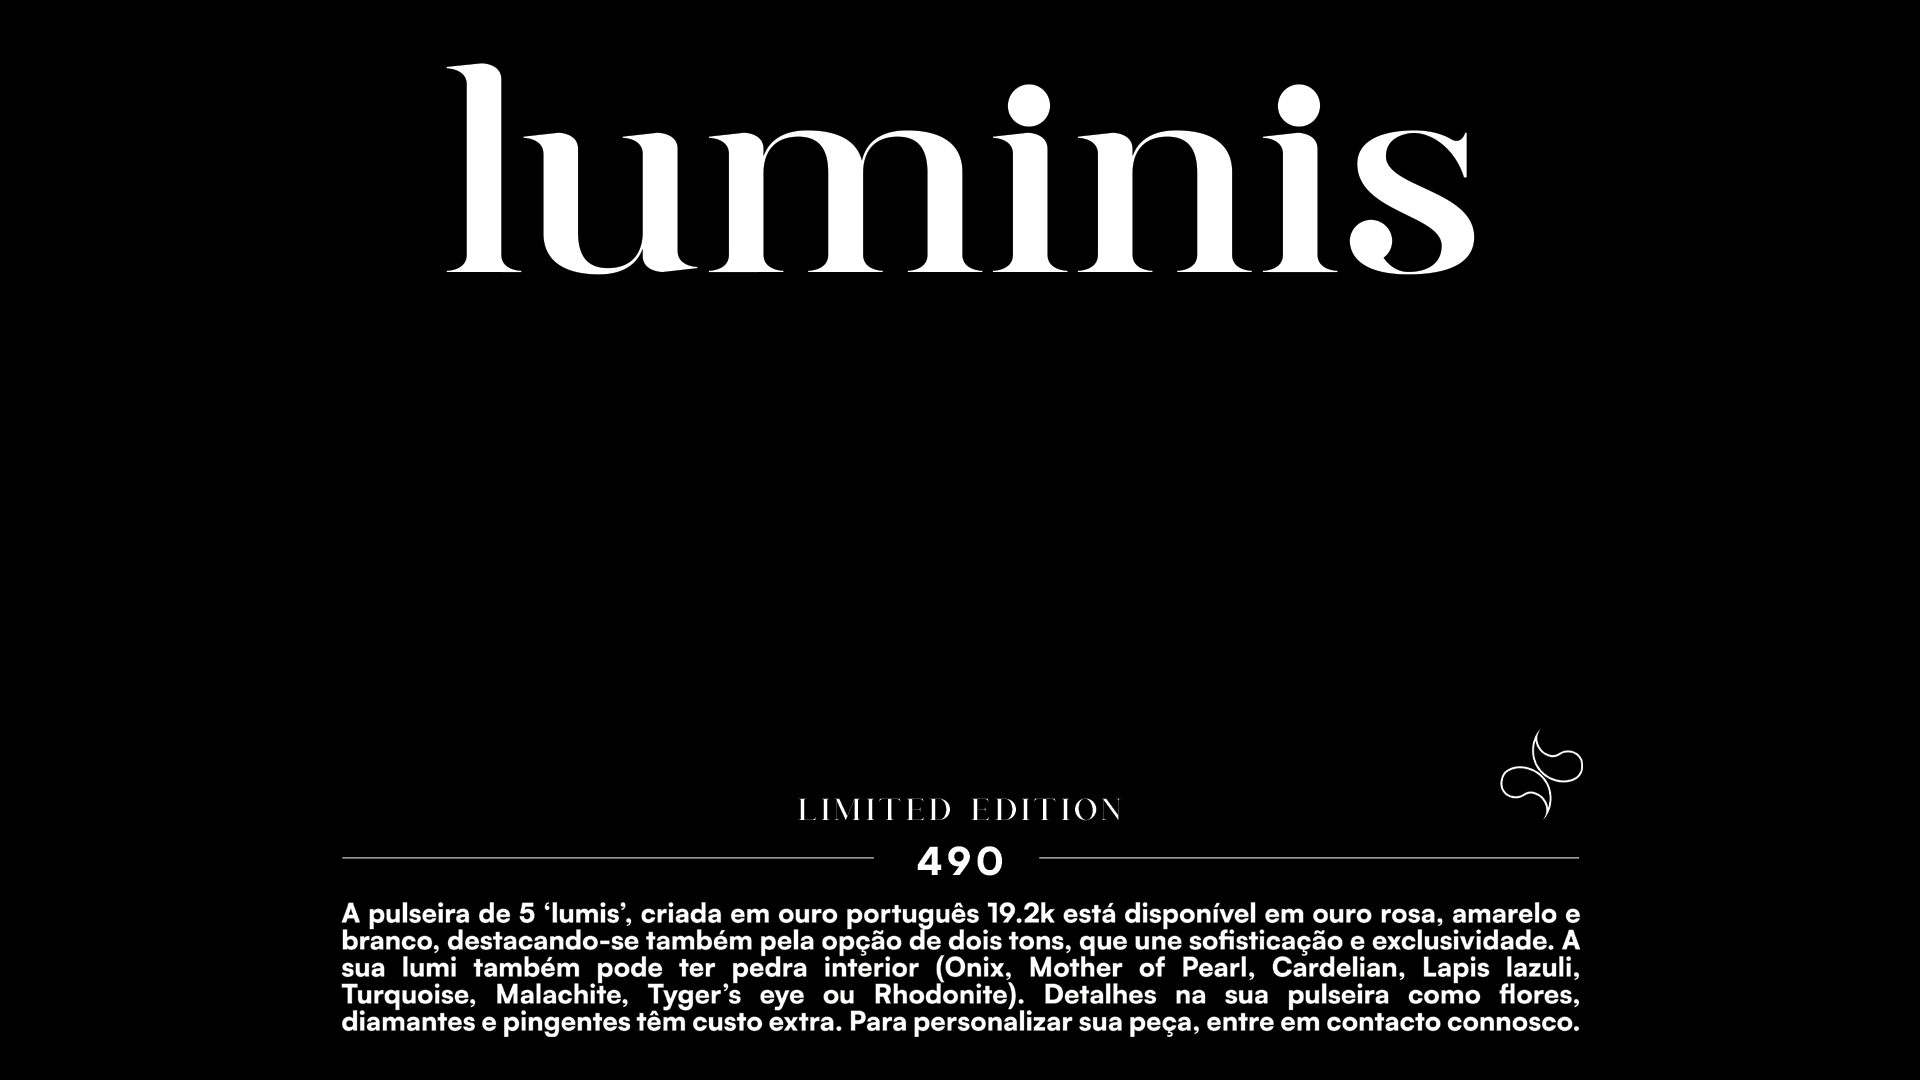 luminis
LIMITED EDITION
490
A pulseira de 5 ‘lumis’, criada em ouro português 19.2k está disponível em ouro rosa, amarelo e
branco, destacando-se também pela opção de dois tons, que une sofisticação e exclusividade. A
sua lumi também pode ter pedra interior (Onix, Mother of Pearl, Cardelian, Lapis lazuli,
Turquoise, Malachite, Tyger’s eye ou Rhodonite). Detalhes na sua pulseira como flores,
diamantes e pingentes têm custo extra. Para personalizar sua peça, entre em contacto connosco.